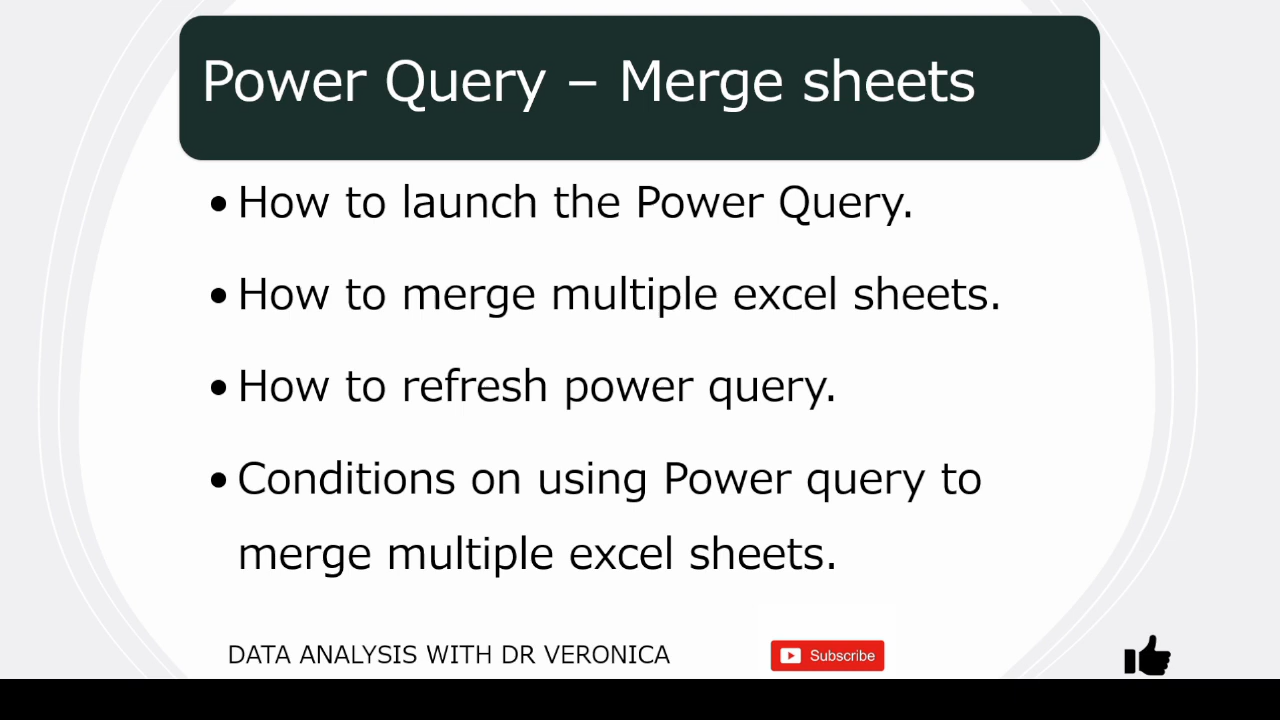 Power Query – Merge sheets
• How to launch the Power Query.
• How to merge multiple excel sheets.
• How to refresh power query.
• Conditions on using Power query to
merge multiple excel sheets.
DATA ANALYSIS WITH DR VERONICA
Subscribe